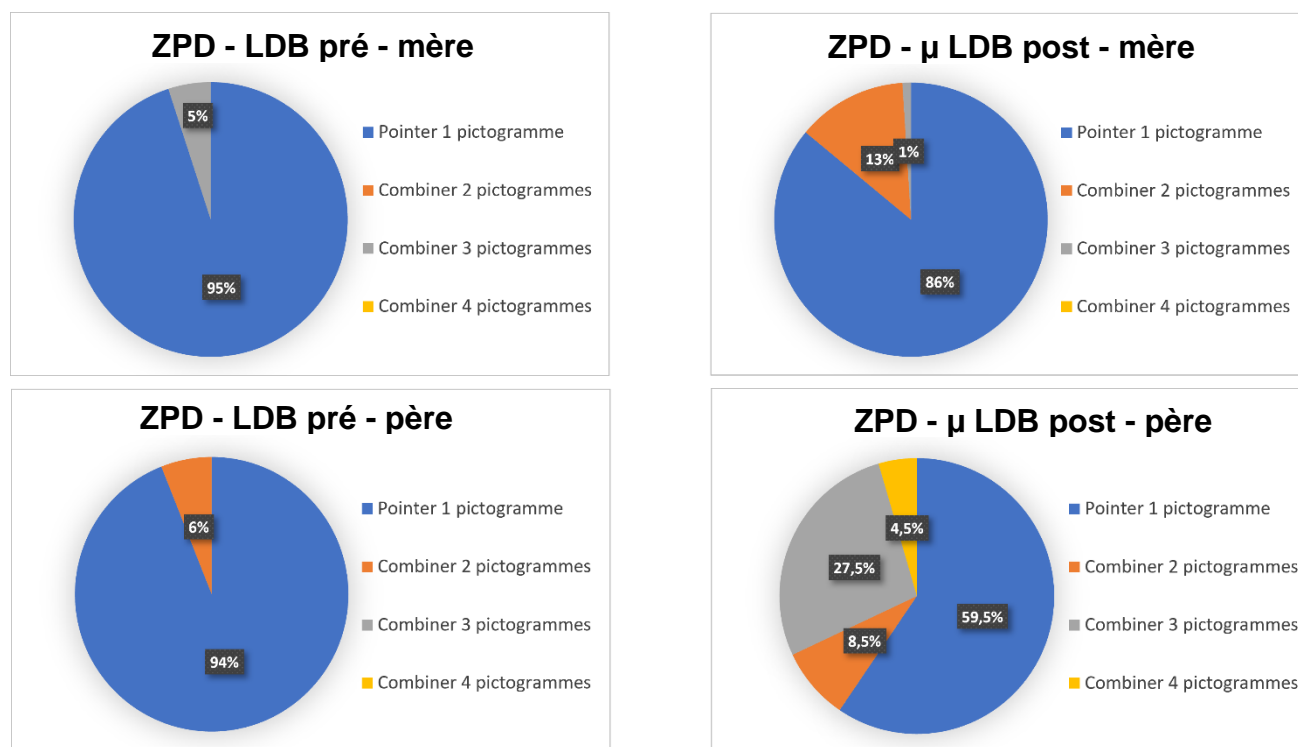 ZPD - LDB pré - mère
5%
95%
Pointer 1 pictogramme
Combiner 2 pictogrammes
Combiner 3 pictogrammes
Combiner 4 pictogrammes
ZPD - µ LDB post - mère
13%
1%
86%
Pointer 1 pictogramme
Combiner 2 pictogrammes
Combiner 3 pictogrammes
Combiner 4 pictogrammes
ZPD - LDB pré - père
6%
94%
Pointer 1 pictogramme
Combiner 2 pictogrammes
Combiner 3 pictogrammes
Combiner 4 pictogrammes
ZPD - µ LDB post - père
4,5%
27,5%
59,5%
8,5%
Pointer 1 pictogramme
Combiner 2 pictogrammes
Combiner 3 pictogrammes
Combiner 4 pictogrammes